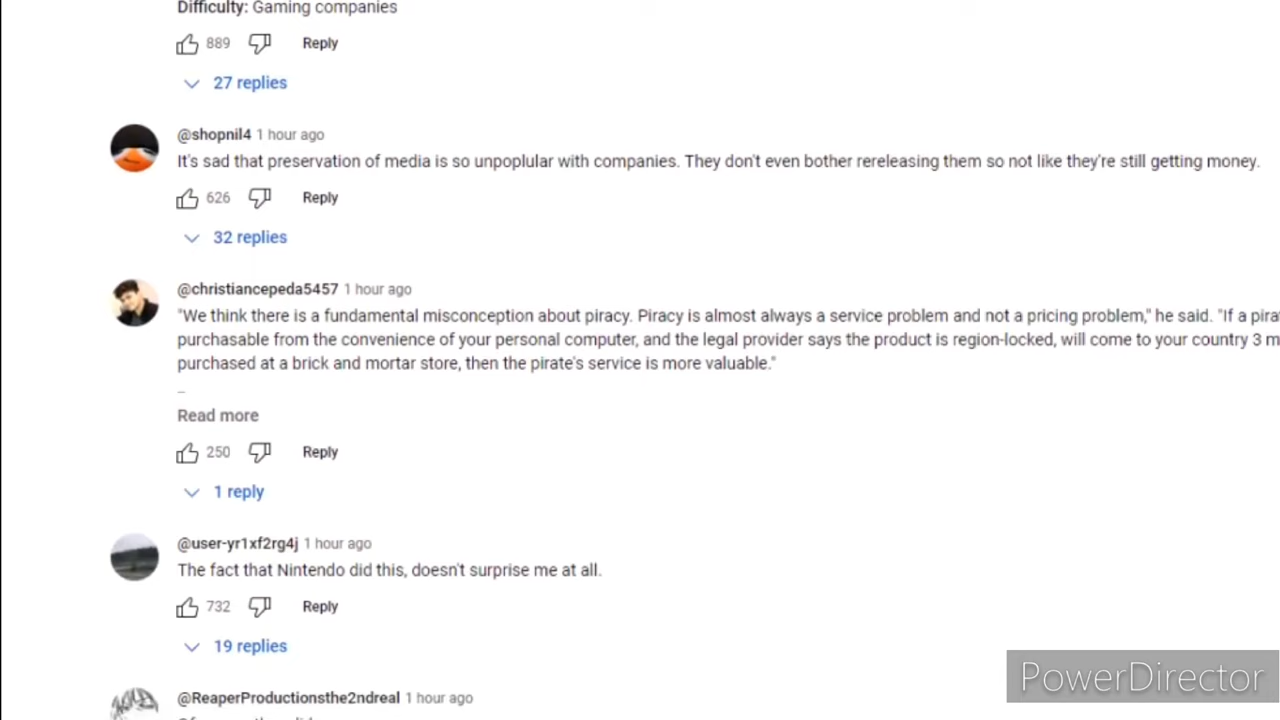 Difficulty: Gaming companies
889 Reply
27 replies
@shopnil4 1 hour ago
It's sad that preservation of media is so unpoplular with companies. They don't even bother rereleasing them so not like they're still getting money.
626 Reply
32 replies
@christiancepeda5457 1 hour ago
"We think there is a fundamental misconception about piracy. Piracy is almost always a service problem and not a pricing problem," he said. "If a
purchasable from the convenience of your personal computer, and the legal provider says the product is region-locked, will come to your country 3
purchased at a brick and mortar store, then the pirate's service is more valuable."
–
Read more
250 Reply
1 reply
@user-yr1xf2rg4j 1 hour ago
The fact that Nintendo did this, doesn't surprise me at all.
732 Reply
19 replies
@ReaperProductionsthe2ndreal 1 hour ago
PowerDirector